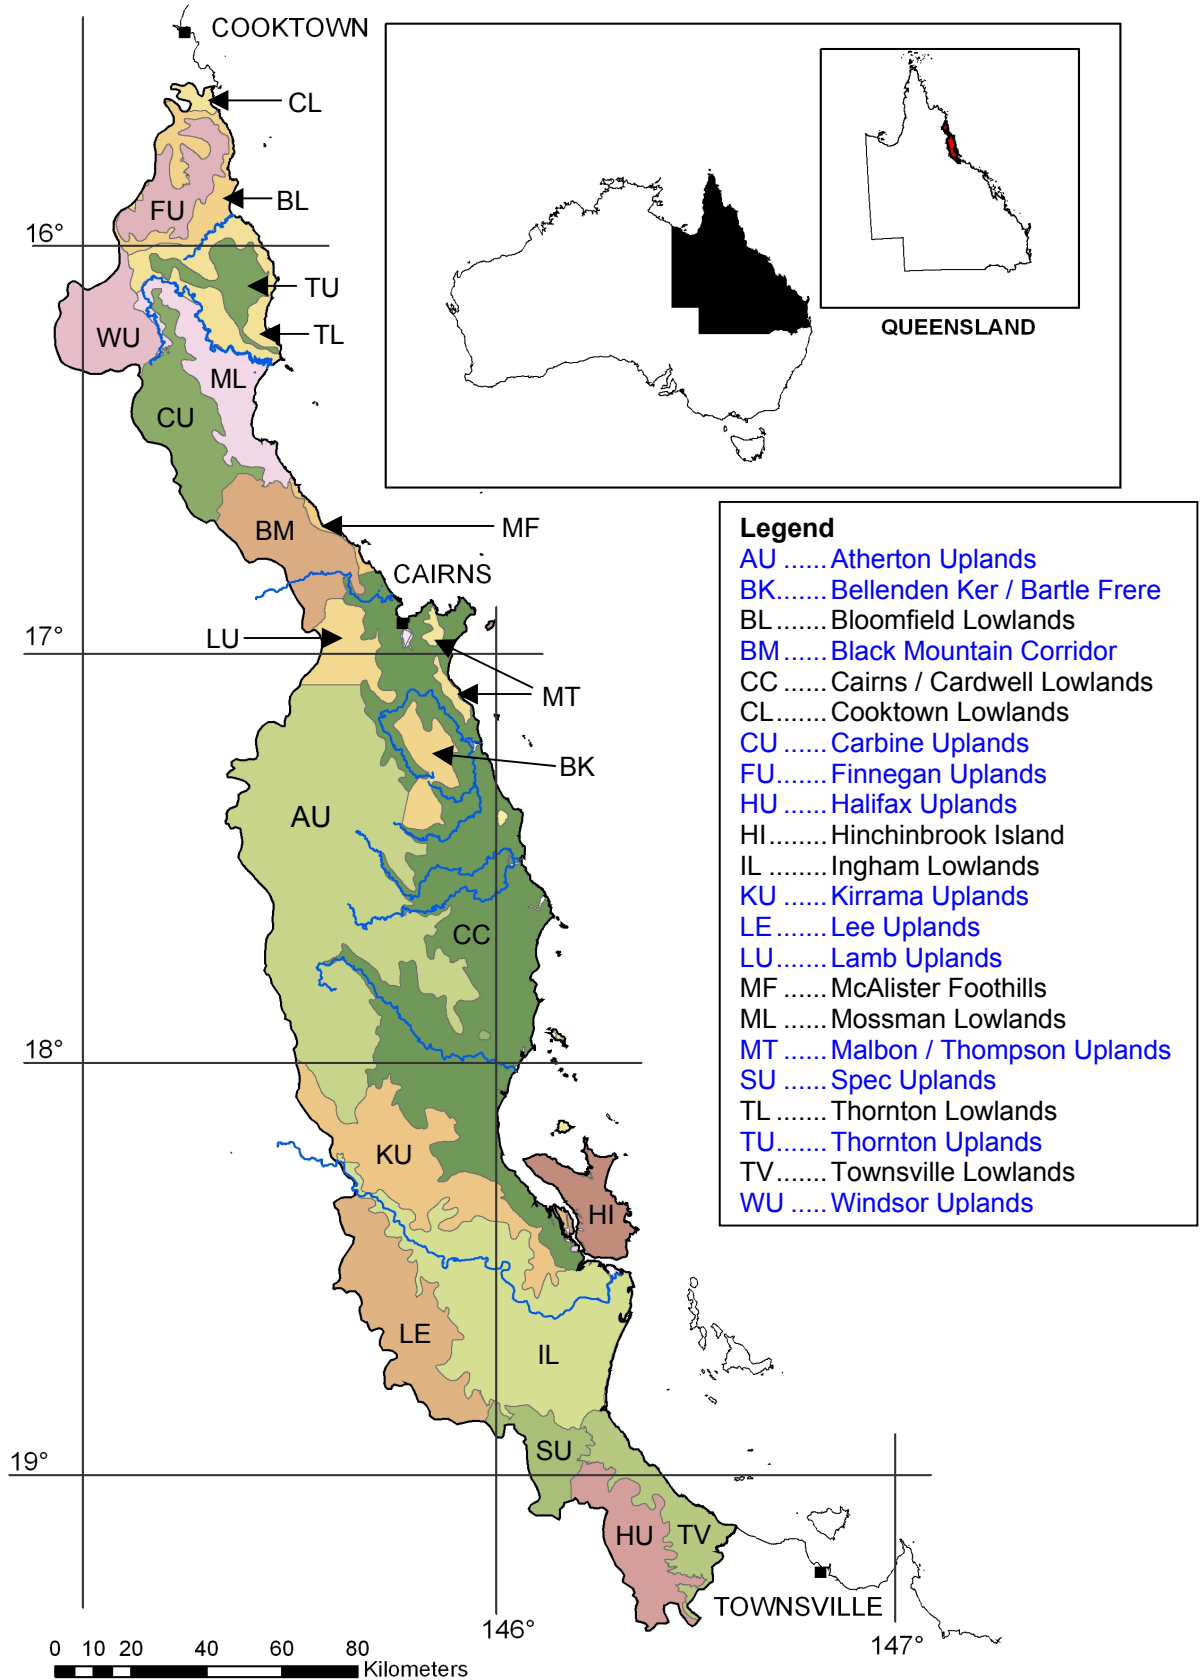 COOKTOWN
CL
BL
FU
16°
TU
TL
WU
ML
CU
QUEENSLAND
BM
MF
CAIRNS
LU
17°
MT
BK
AU
CC
18°
KU
HI
LE
IL
SU
19°
HU
TV
TOWNSVILLE
146°
147°
0 10 20 40 60 80
Kilometers
Legend
AU ...... Atherton Uplands
BK....... Bellenden Ker / Bartle Frere
BL ....... Bloomfield Lowlands
BM ...... Black Mountain Corridor
CC ...... Cairns / Cardwell Lowlands
CL....... Cooktown Lowlands
CU ...... Carbine Uplands
FU....... Finnegan Uplands
HU ...... Halifax Uplands
HI........ Hinchinbrook Island
IL ........ Ingham Lowlands
KU ...... Kirrama Uplands
LE ....... Lee Uplands
LU....... Lamb Uplands
MF ...... McAlister Foothills
ML ...... Mossman Lowlands
MT ...... Malbon / Thompson Uplands
SU ...... Spec Uplands
TL ....... Thornton Lowlands
TU....... Thornton Uplands
TV....... Townsville Lowlands
WU ..... Windsor Uplands